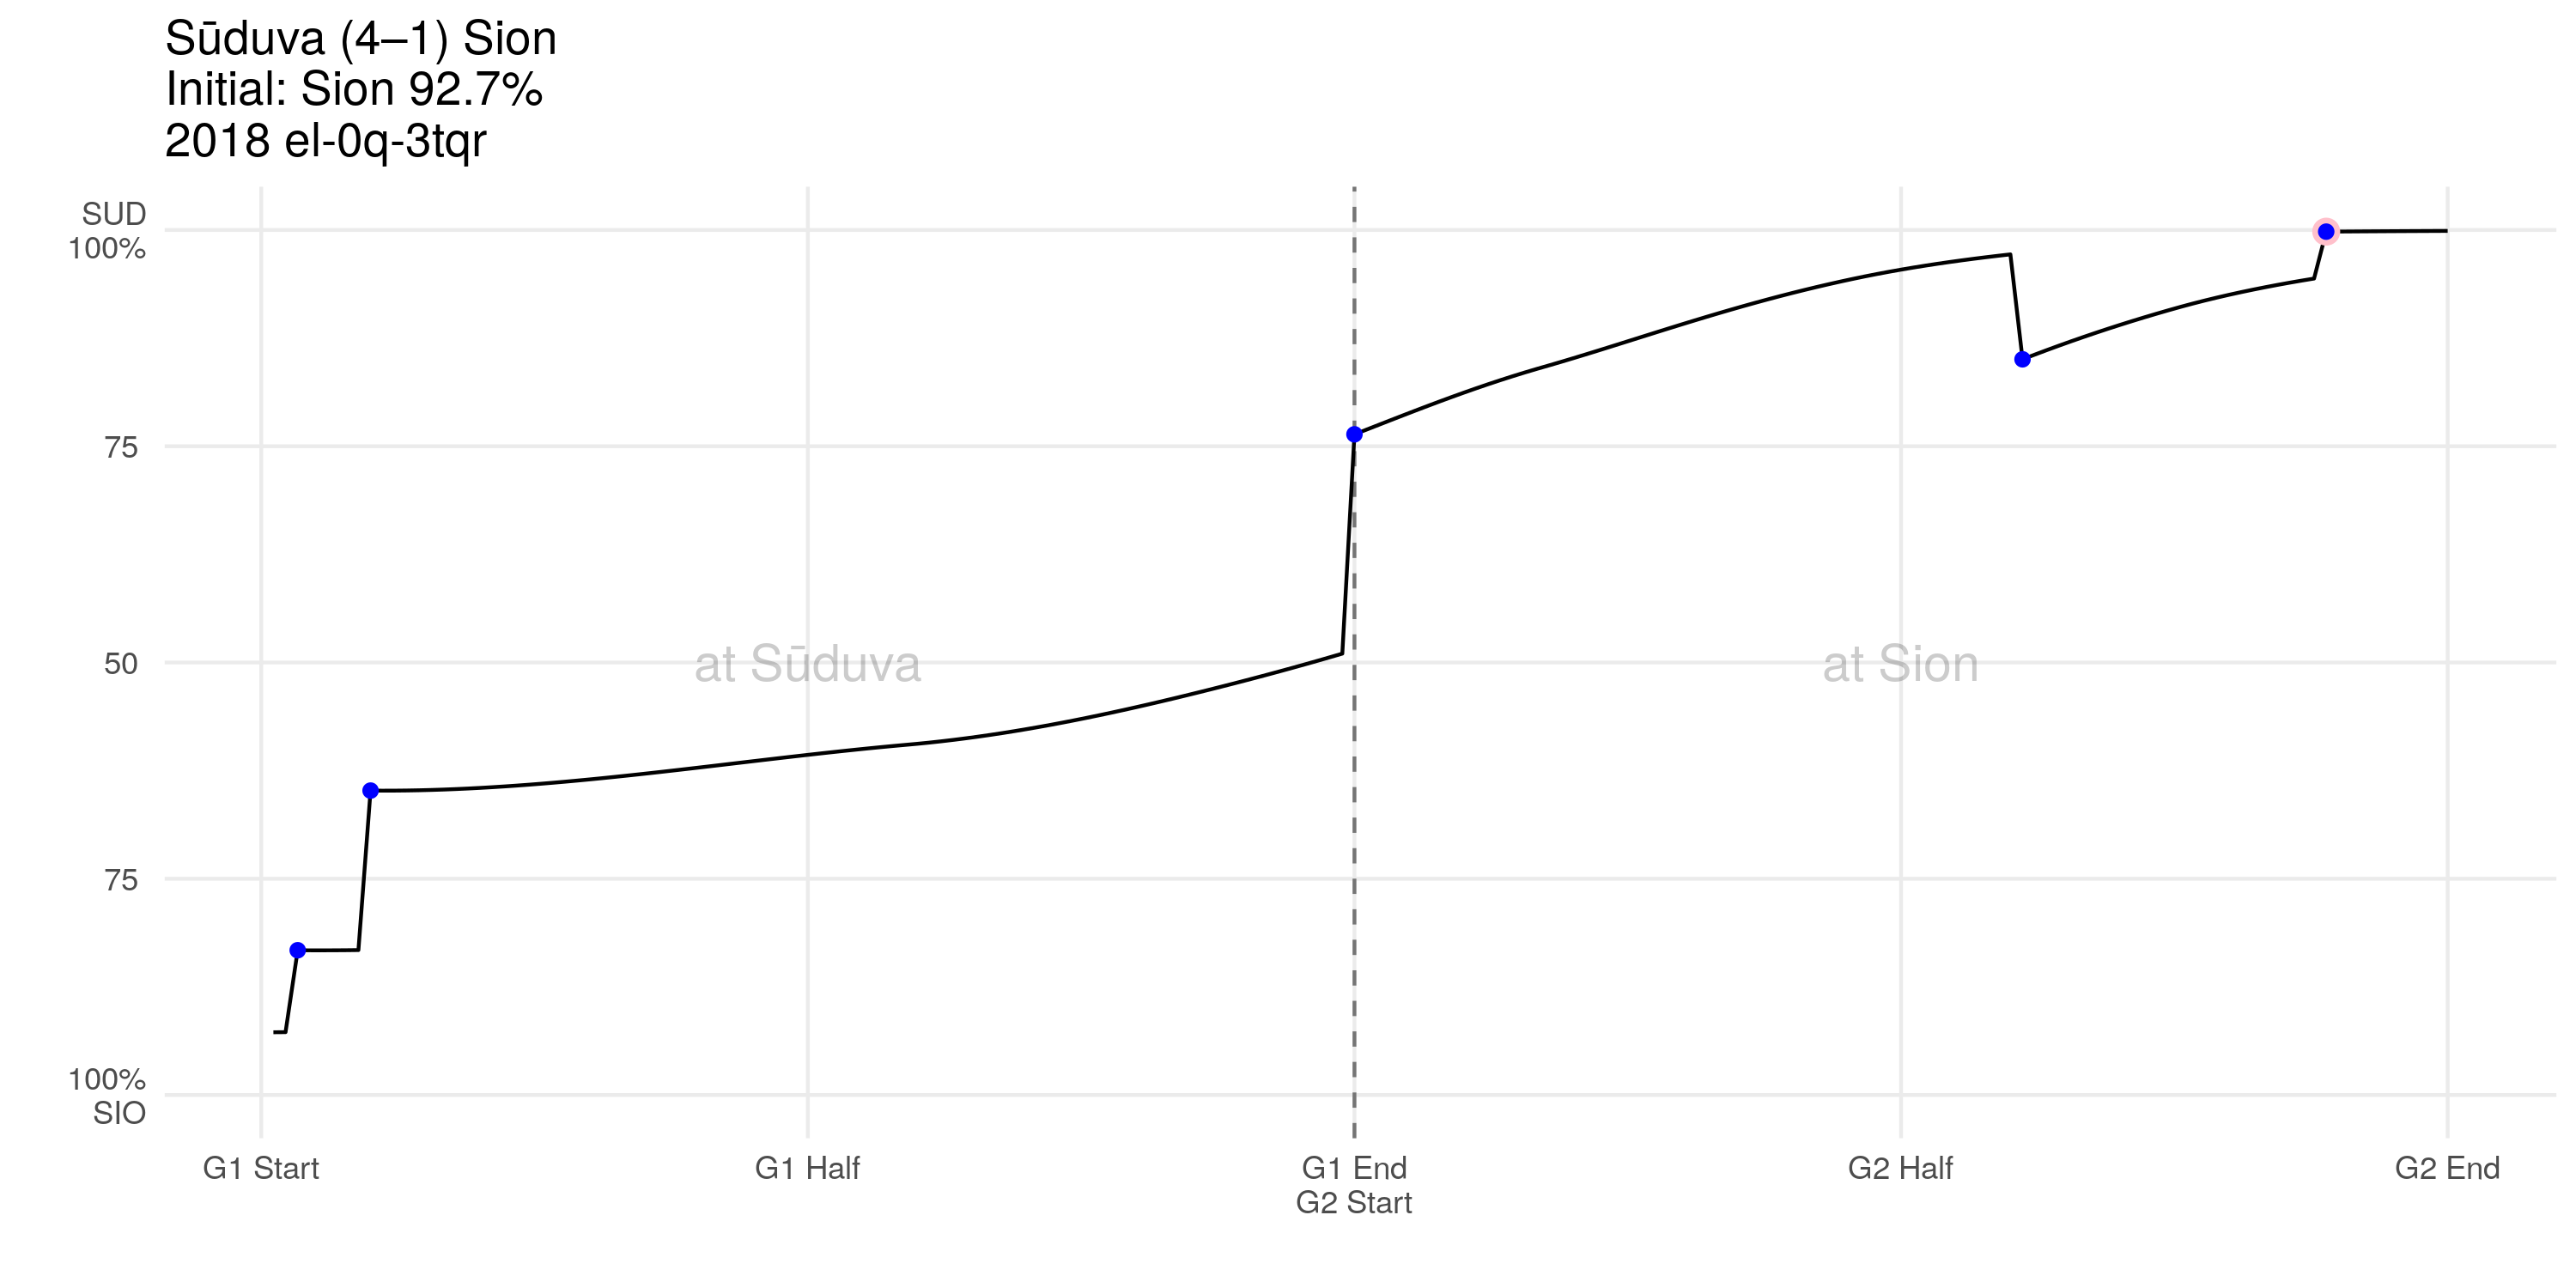 Sūduva (4–1) Sion
Initial: Sion 92.7%
2018 el-0q-3tqr
SUD
100%
75
50
75
100%
SIO
at Sūduva
at Sion
G1 Start
G1 Half
G1 End
G2 Start
G2 Half
G2 End